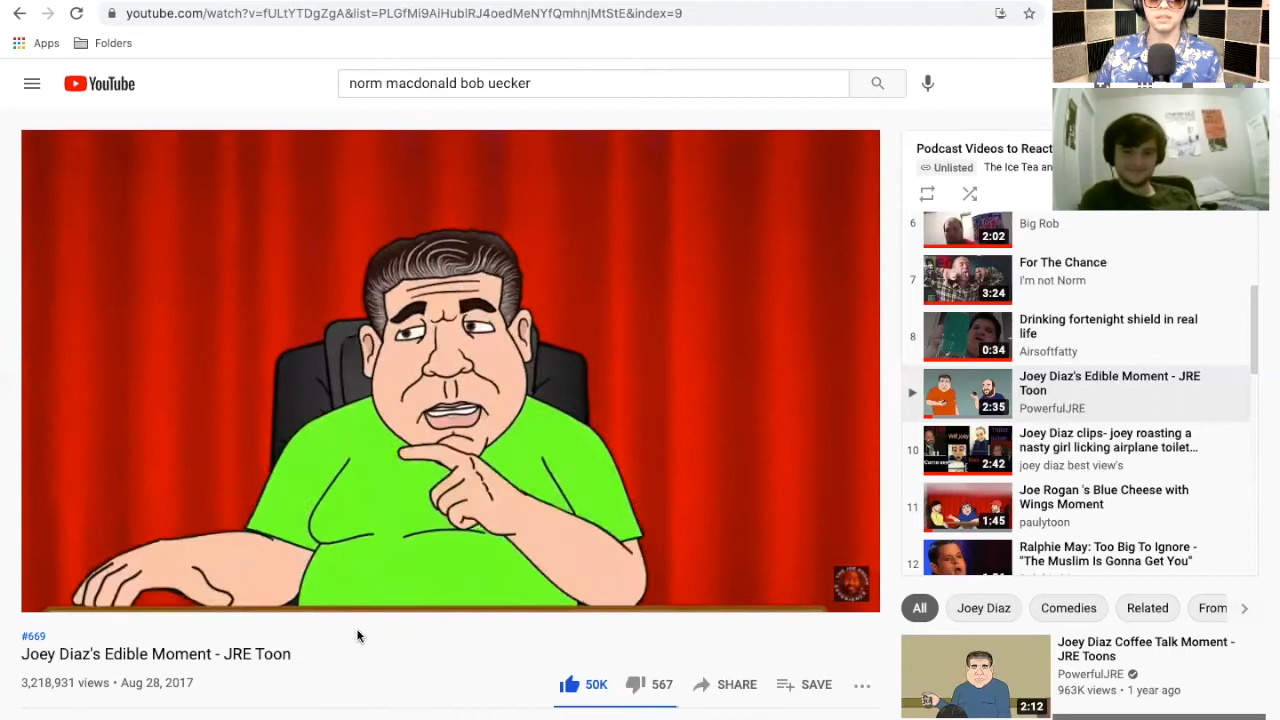 youtube.com/watch?v=fULtYTDgZgA&list=PLGfMl9AiHublRJ4oedMeNYfQmhnjMtStE&index=9
Apps
Folders
YouTube
norm macdonald bob uecker
Podcast Videos to React
Unlisted
The Ice Tea an
6
2:02
Big Rob
7
3:24
For The Chance
I'm not Norm
8
0:34
Drinking fortenight shield in real
life
Airsoftfatty
2:35
Joey Diaz's Edible Moment - JRE
Toon
PowerfulJRE
10
2:42
Joey Diaz clips- joey roasting a
nasty girl licking airplane toilet...
joey diaz best view's
11
1:45
Joe Rogan 's Blue Cheese with
Wings Moment
paulytoon
12
Ralphie May: Too Big To Ignore -
"The Muslim Is Gonna Get You"
All
Joey Diaz
Comedies
Related
From
#669
Joey Diaz's Edible Moment - JRE Toon
3,218,931 views • Aug 28, 2017
50K
567
SHARE
SAVE
2:12
Joey Diaz Coffee Talk Moment -
JRE Toons
PowerfulJRE
963K views • 1 year ago